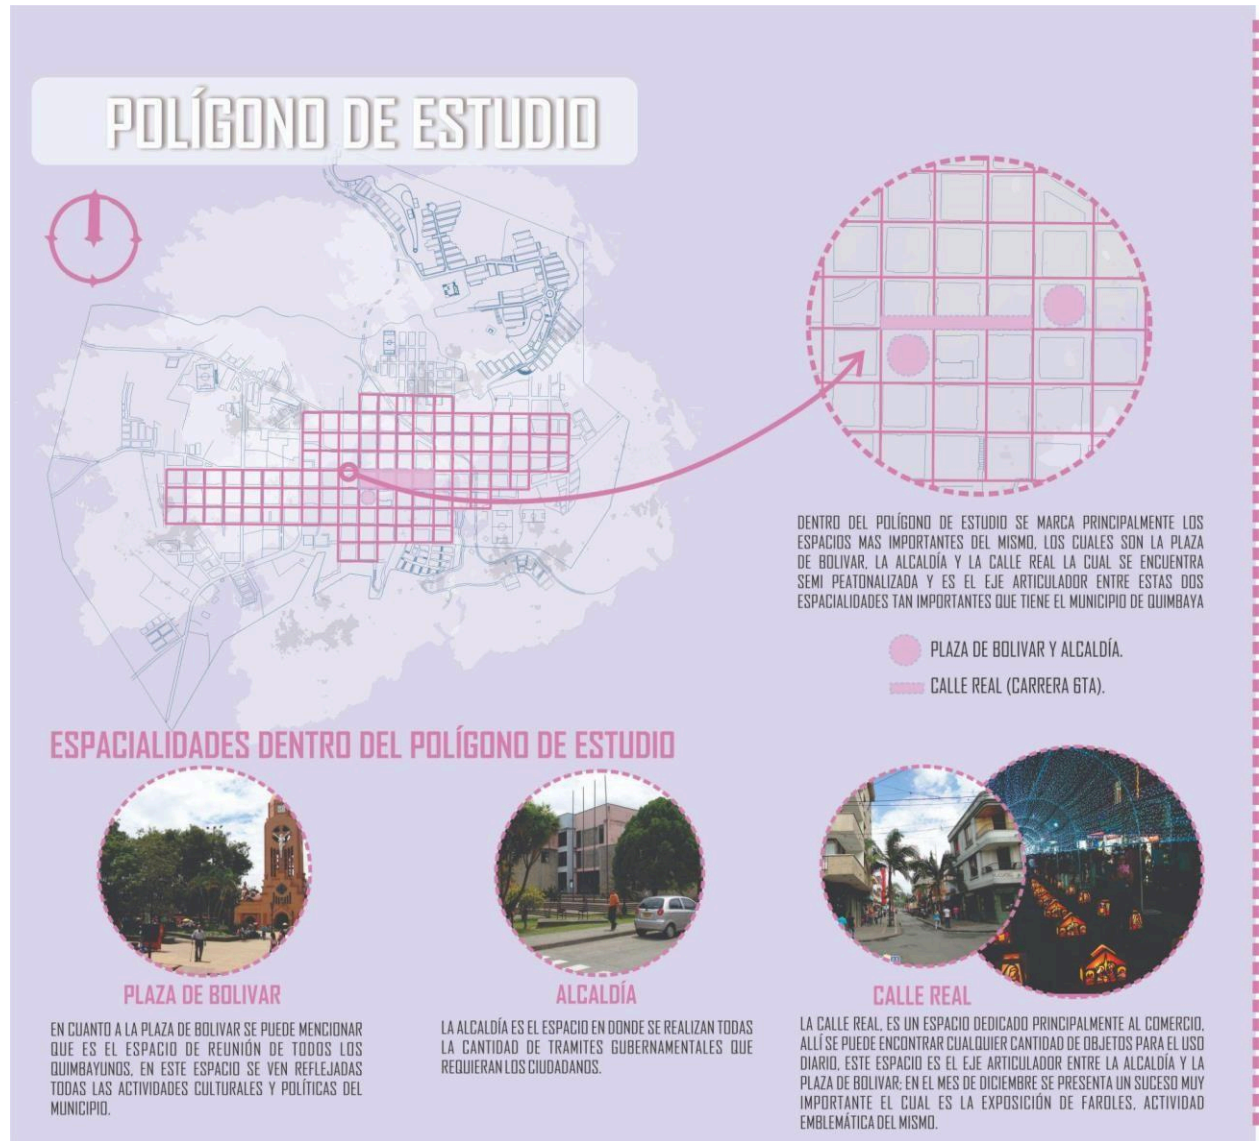 POLÍGONO DE ESTUDIO
DENTRO DEL POLÍGONO DE ESTUDIO SE MARCA PRINCIPALMENTE LOS
ESPACIOS MAS IMPORTANTES DEL MISMO, LOS CUALES SON LA PLAZA
DE BOLIVAR, LA ALCALDÍA Y LA CALLE REAL LA CUAL SE ENCUENTRA
SEMI PEATONALIZADA Y ES EL EJE ARTICULADOR ENTRE ESTAS DOS
ESPACIALIDADES TAN IMPORTANTES QUE TIENE EL MUNICIPIO DE QUIMBAYA
PLAZA DE BOLIVAR Y ALCALDÍA.
CALLE REAL (CARRERA 6TA).
ESPACIALIDADES DENTRO DEL POLÍGONO DE ESTUDIO
PLAZA DE BOLIVAR
EN CUANTO A LA PLAZA DE BOLIVAR SE PUEDE MENCIONAR
QUE ES EL ESPACIO DE REUNIÓN DE TODOS LOS
QUIMBAYUNOS, EN ESTE ESPACIO SE VEN REFLEJADAS
TODAS LAS ACTIVIDADES CULTURALES Y POLÍTICAS DEL
MUNICIPIO.
ALCALDÍA
LA ALCALDÍA ES EL ESPACIO EN DONDE SE REALIZAN TODAS
LA CANTIDAD DE TRAMITES GUBERNAMENTALES QUE
REQUIERAN LOS CIUDADANOS.
CALLE REAL
LA CALLE REAL, ES UN ESPACIO DEDICADO PRINCIPALMENTE AL COMERCIO,
ALLÍ SE PUEDE ENCONTRAR CUALQUIER CANTIDAD DE OBJETOS PARA EL USO
DIARIO, ESTE ESPACIO ES EL EJE ARTICULADOR ENTRE LA ALCALDÍA Y LA
PLAZA DE BOLIVAR; EN EL MES DE DICIEMBRE SE PRESENTA UN SUCESO MUY
IMPORTANTE EL CUAL ES LA EXPOSICIÓN DE FAROLES, ACTIVIDAD
EMBLEMÁTICA DEL MISMO.